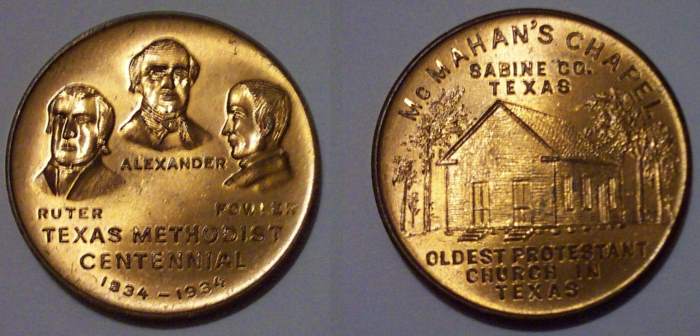 ALEXANDER
RUTER
FOWLER
TEXAS METHODIST
CENTENNIAL
1834-1934
McMAHAN'S CHAPEL
SABINE CO.
TEXAS
OLDEST PROTESTANT
CHURCH IN
TEXAS